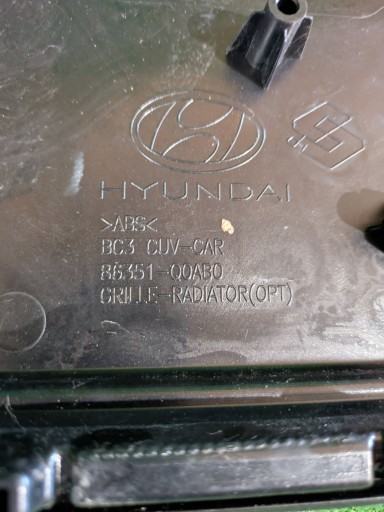 HYUNDAI
>ABS<
BC3 CUV-CAR
86351-Q0AB0
GRILLE-RADIATOR(OPT)